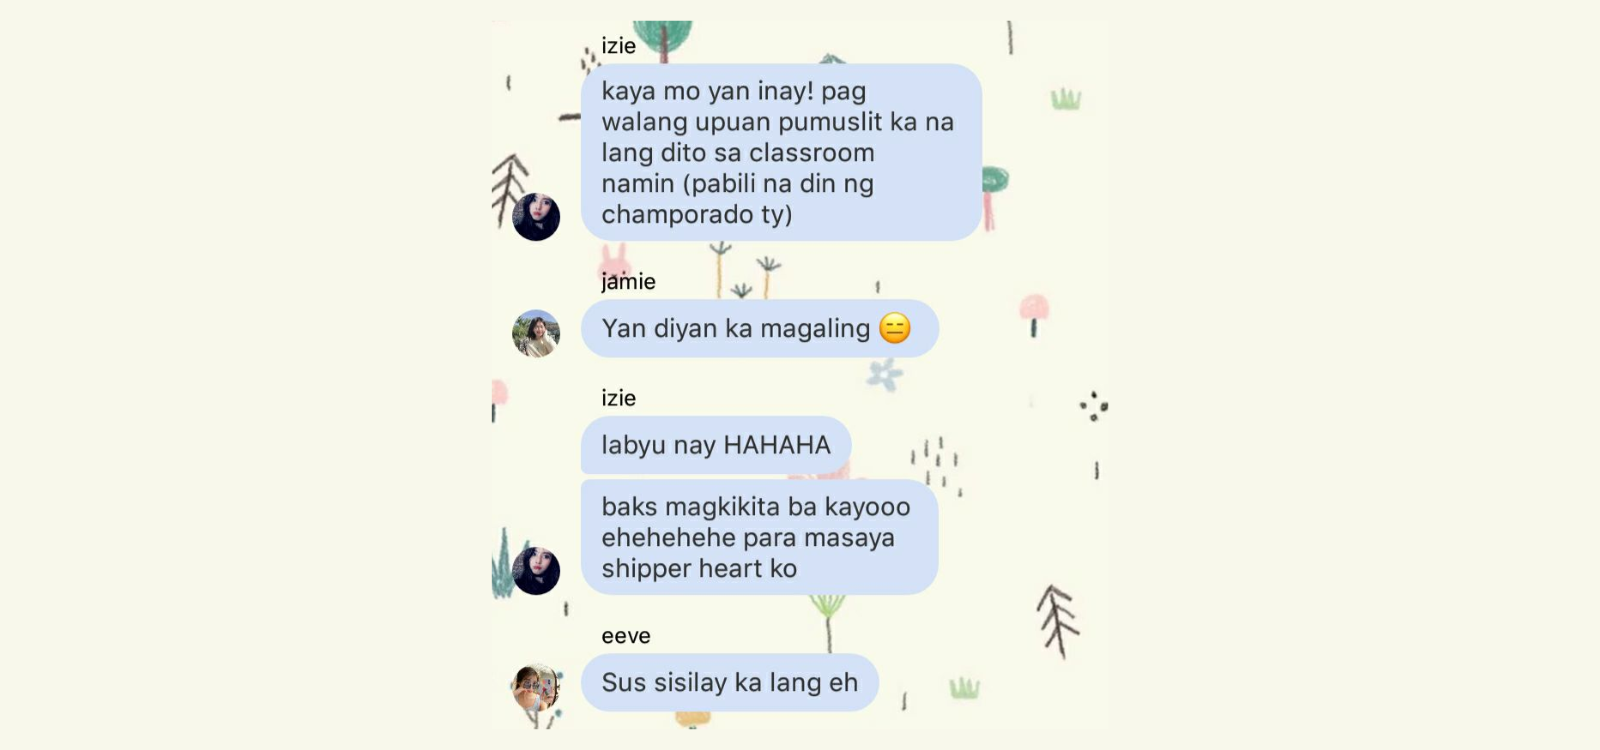 izie
kaya mo yan inay! pag
walang upuan pumuslit ka na
lang dito sa classroom
namin (pabili na din ng
champorado ty)
jamie
Yan diyan ka magaling 😑
izie
labyu nay HAHAHA
baks magkikita ba kayooo
ehehehehe para masaya
shipper heart ko
eeve
Sus sisilay ka lang eh